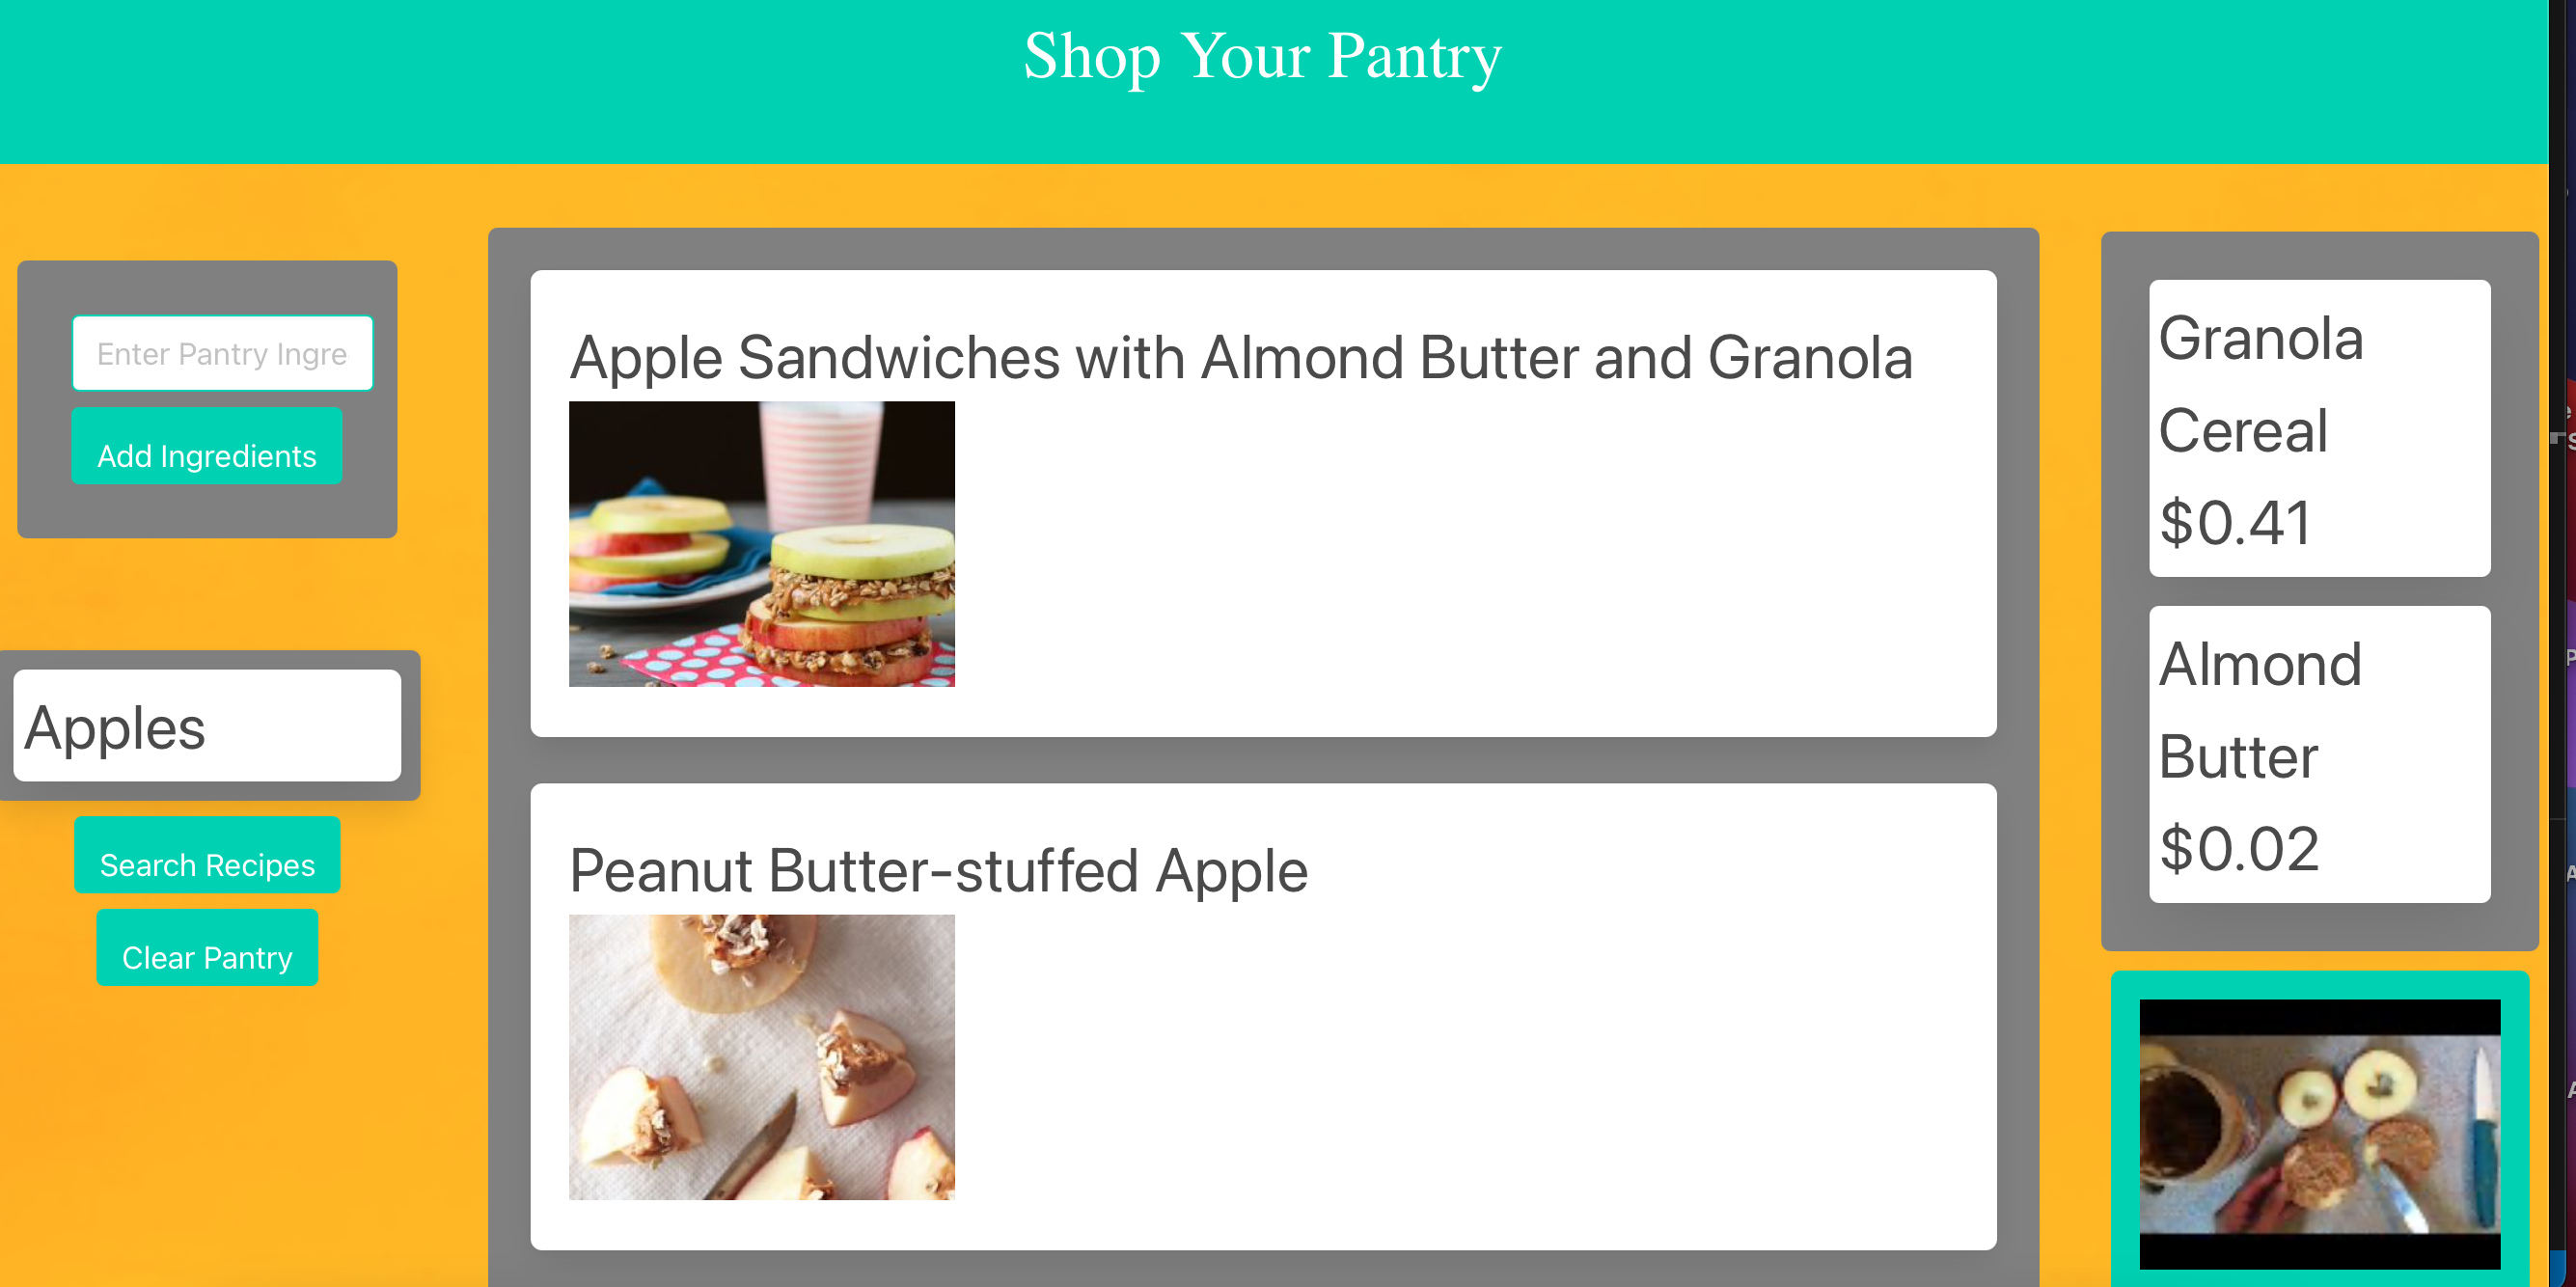 Shop Your Pantry
Enter Pantry Ingre
Add Ingredients
Apples
Search Recipes
Clear Pantry
Apple Sandwiches with Almond Butter and Granola
Peanut Butter-stuffed Apple
Granola
Cereal
$0.41
Almond
Butter
$0.02